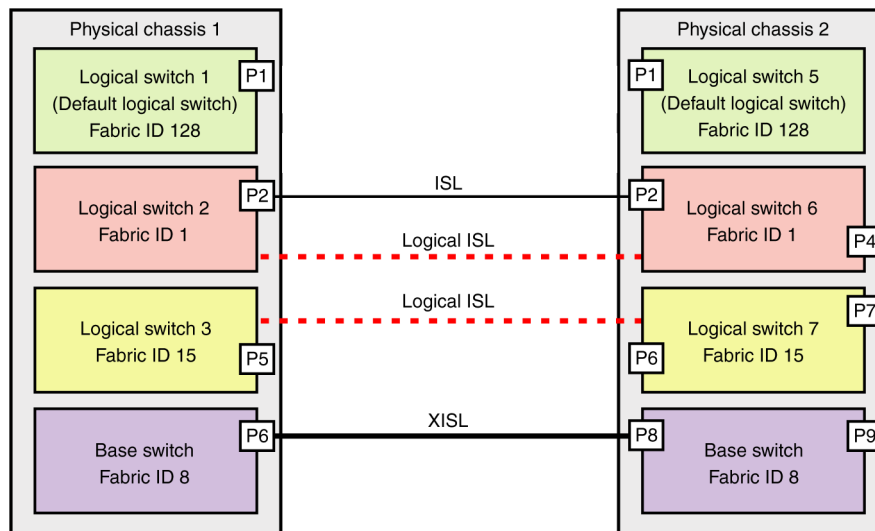 Physical chassis 1
Logical switch 1
(Default logical switch)
Fabric ID 128
P1
Logical switch 2
Fabric ID 1
P2
Logical switch 3
Fabric ID 15
P5
Base switch
Fabric ID 8
P6
ISL
Logical ISL
Logical ISL
XISL
Physical chassis 2
P1
Logical switch 5
(Default logical switch)
Fabric ID 128
P2
Logical switch 6
Fabric ID 1
P4
P7
Logical switch 7
Fabric ID 15
P6
P8
Base switch
Fabric ID 8
P9